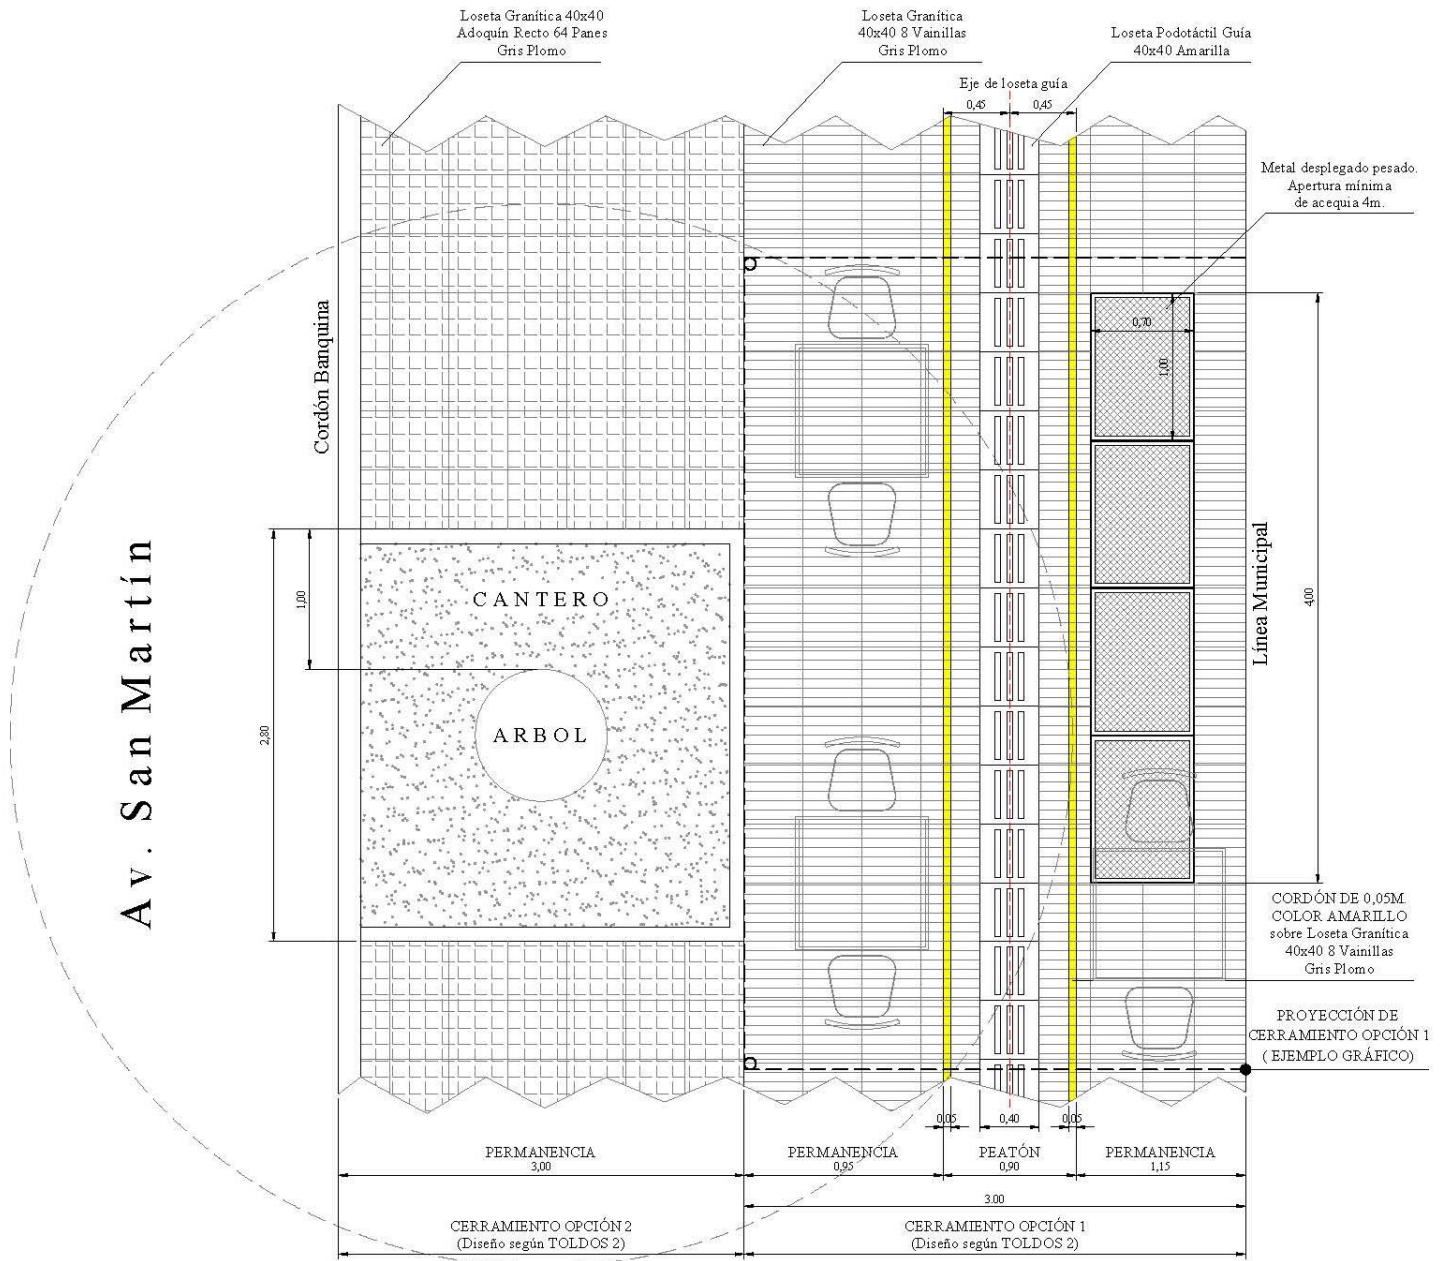 Loseta Granítica 40x40
Adoquín Recto 64 Panes
Gris Plomo
Loseta Granítica
40x40 8 Vainillas
Gris Plomo
Loseta Podotáctil Guía
40x40 Amarilla
Eje de loseta guía
0,45
0,45
Metal desplegado pesado.
Apertura mínima
de acequia 4m.
Cordón Banquina
0,70
1,00
Av. San Martín
1,00
2,80
CANTERO
ARBOL
Línea Municipal
4,00
CORDÓN DE 0,05M.
COLOR AMARILLO
sobre Loseta Granítica
40x40 8 Vainillas
Gris Plomo
PROYECCIÓN DE
CERRAMIENTO OPCIÓN 1
( EJEMPLO GRÁFICO)
0,05
0,40
0,05
PERMANENCIA
3,00
PERMANENCIA
0,95
PEATÓN
0,90
PERMANENCIA
1,15
3.00
CERRAMIENTO OPCIÓN 2
(Diseño según TOLDOS 2)
CERRAMIENTO OPCIÓN 1
(Diseño según TOLDOS 2)